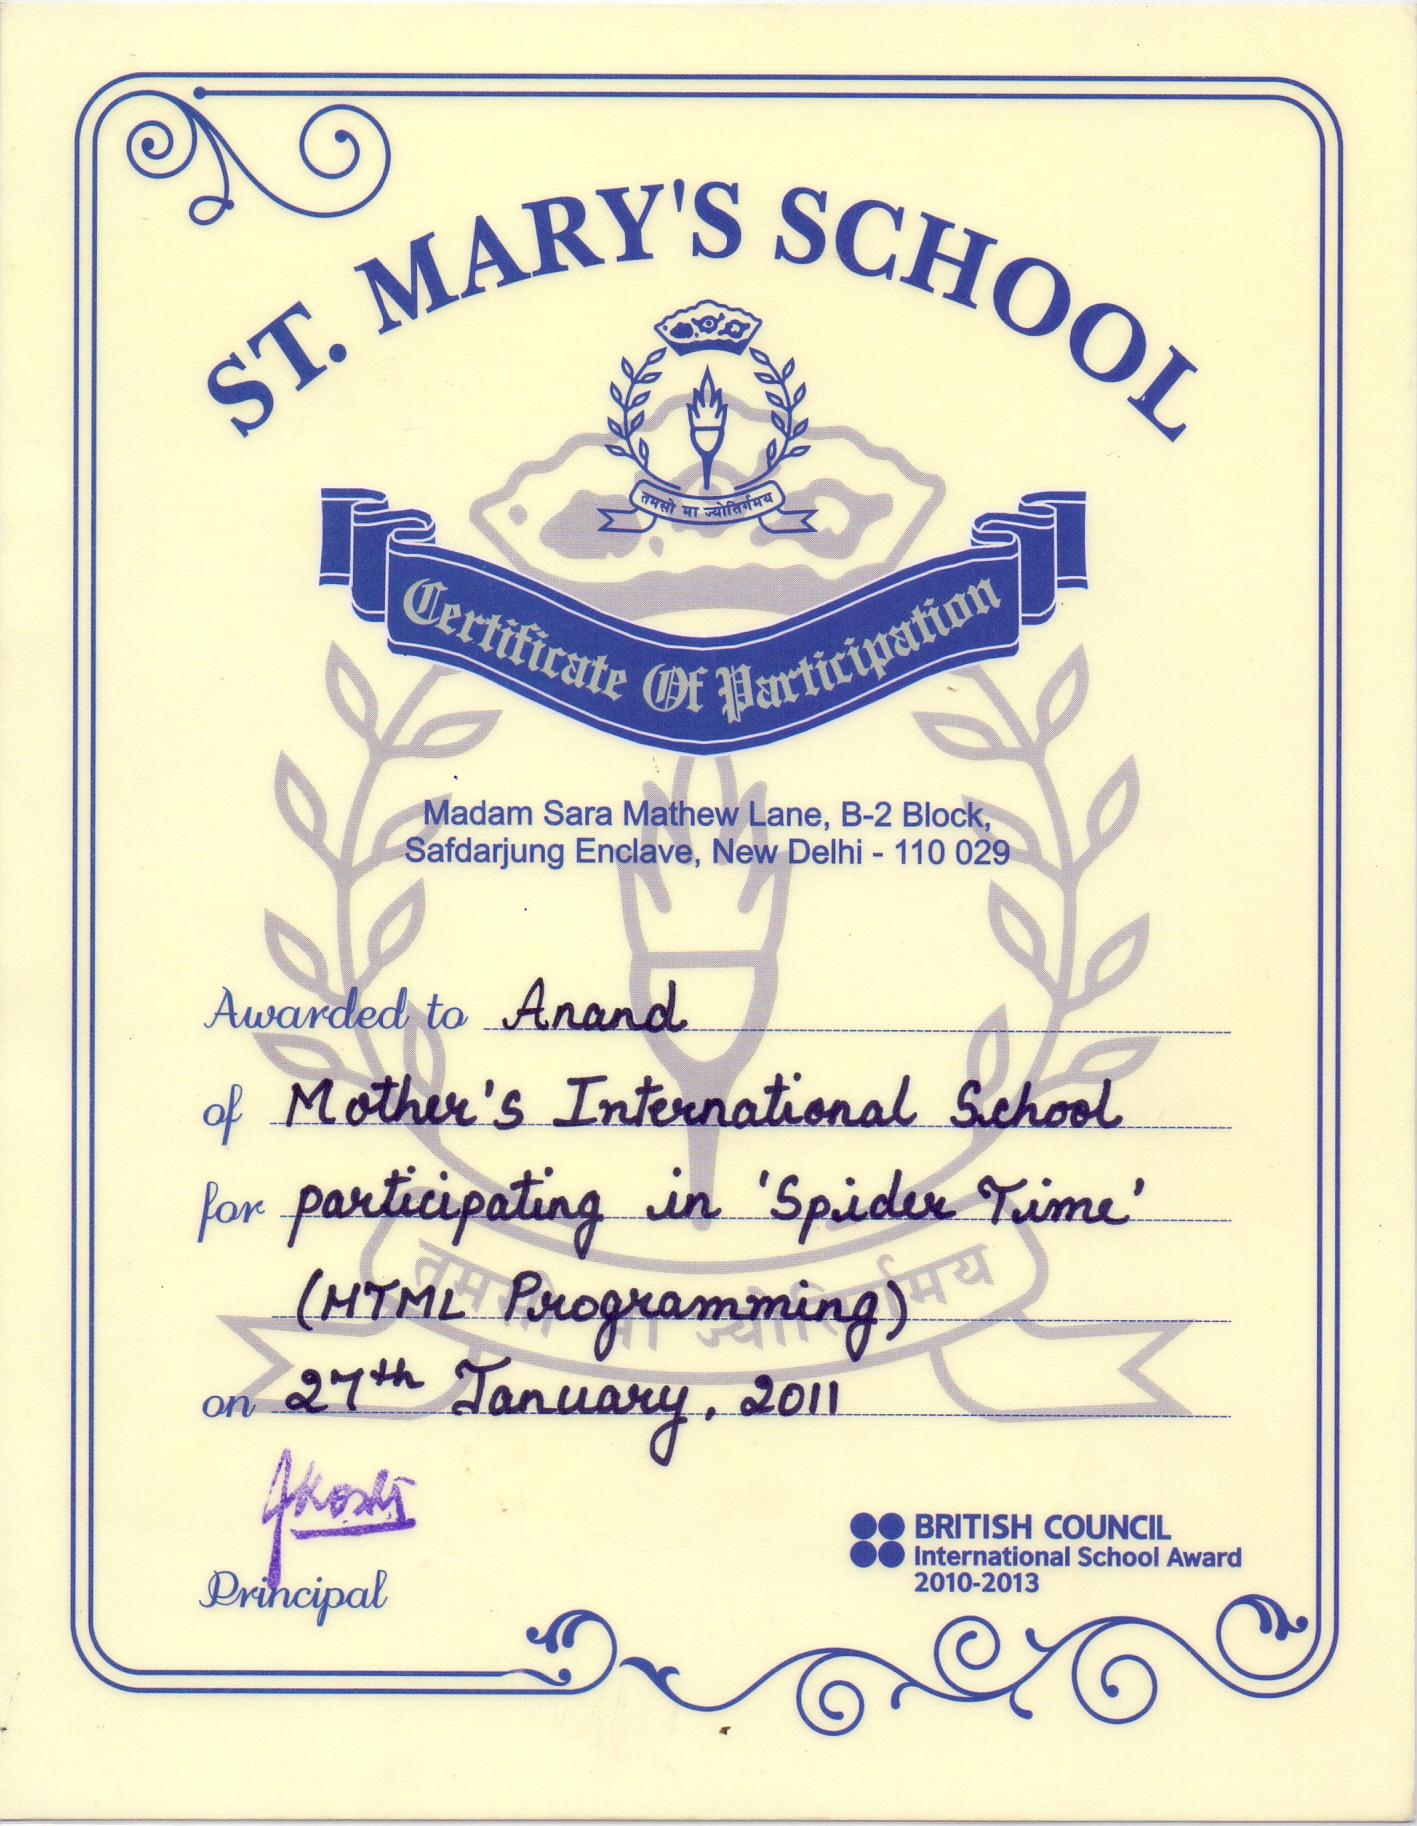 ST. MARY'S SCHOOL
तमसो मा ज्योतिर्गमय
Certificate Of Participation
Madam Sara Mathew Lane, B-2 Block,
Safdarjung Enclave, New Delhi - 110 029
Awarded to Anand
of Mother's International School
for participating in 'Spider Time'
तमसो मा ज्योतिर्गमय
(HTML Programming)
on 27th January, 2011
AKoshy
Principal
BRITISH COUNCIL
International School Award
2010-2013